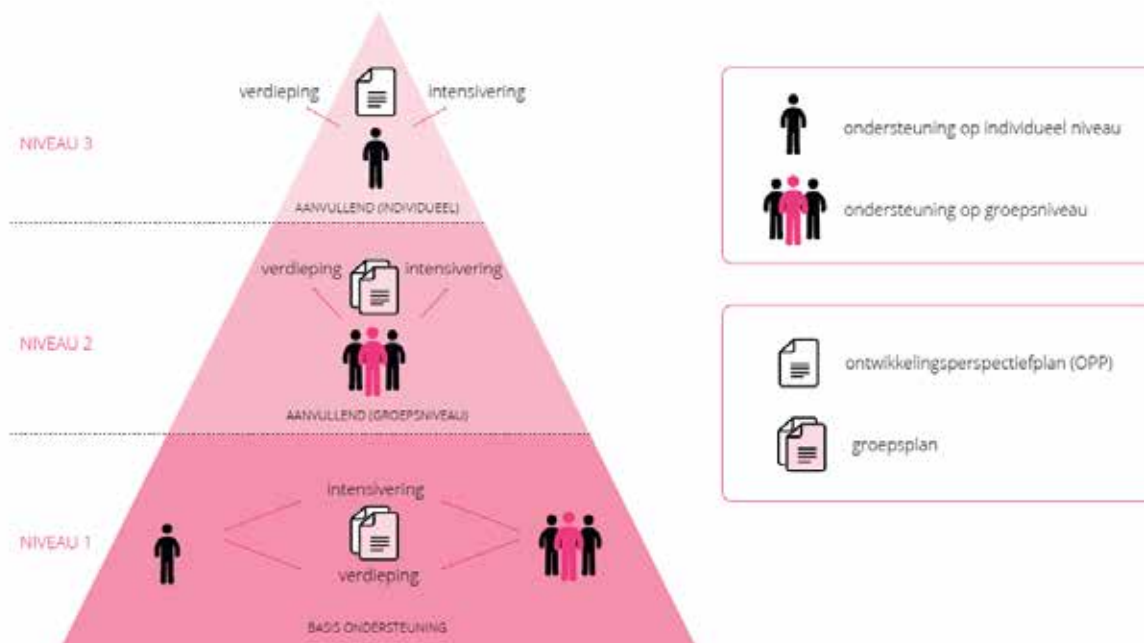 verdieping
intensivering
NIVEAU 3
AANVULLEND (INDIVIDUEEL)
verdieping
intensivering
NIVEAU 2
AANVULLEND (GROEPSNIVEAU)
intensivering
NIVEAU 1
verdieping
BASIS ONDERSTEUNING
ondersteuning op individueel niveau
ondersteuning op groepsniveau
ontwikkelingsperspectiefplan (OPP)
groepsplan